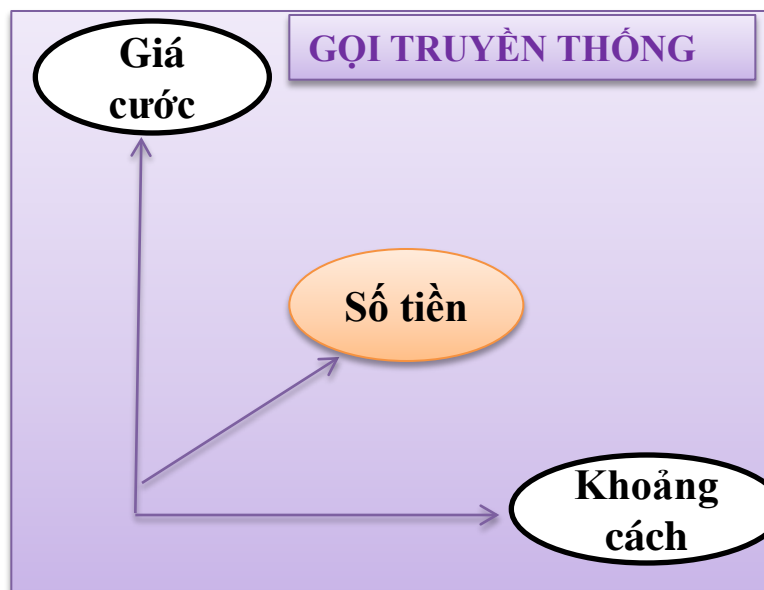 Giá
cước
GỌI TRUYỀN THỐNG
Số tiền
Khoảng
cách